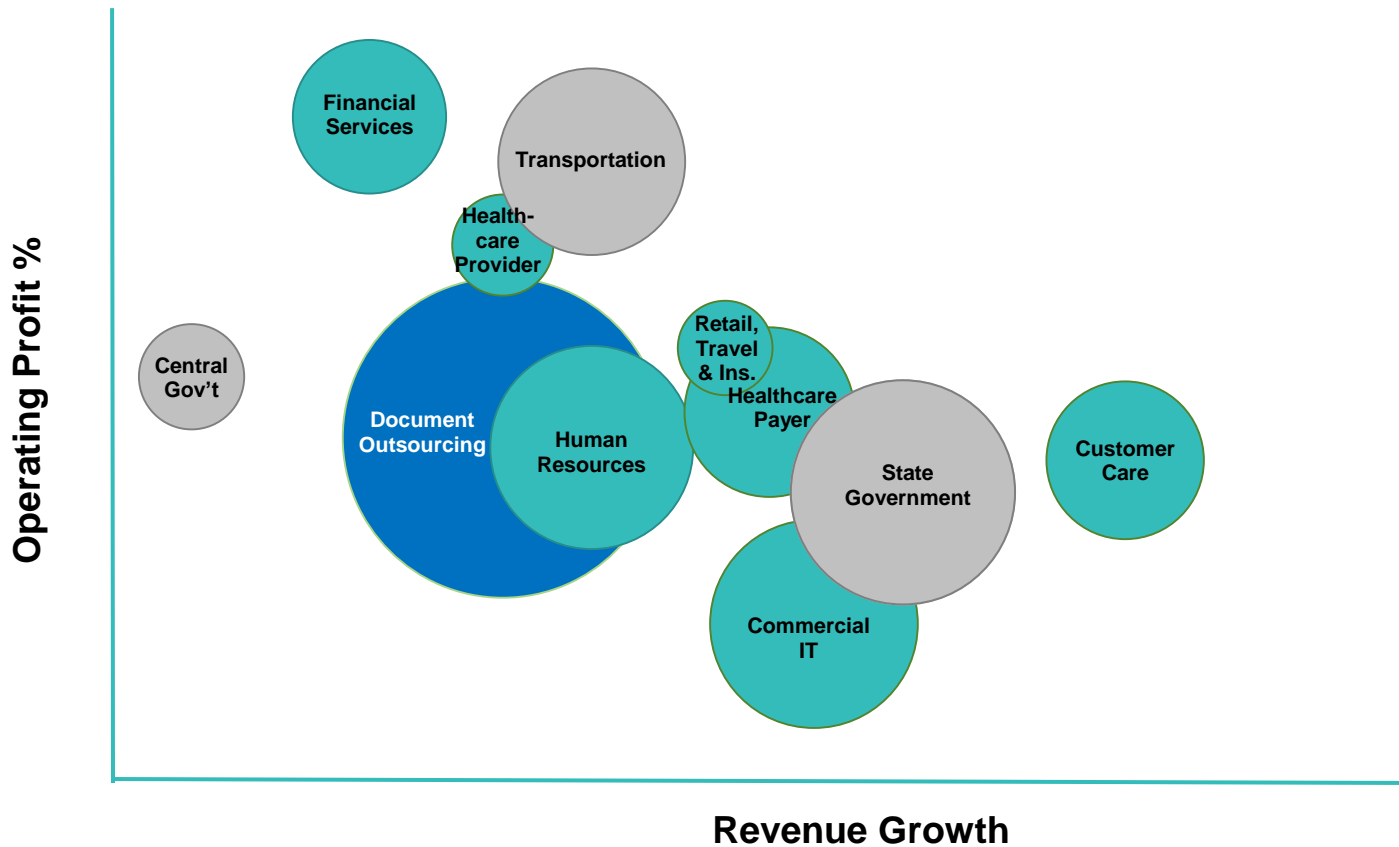 Financial
Services
Transportation
Health-
care
Provider
Retail,
Travel
& Ins.
Central
Gov’t
Healthcare
Payer
Document
Outsourcing
Human
Resources
State
Government
Customer
Care
Commercial
IT
Operating Profit %
Revenue Growth